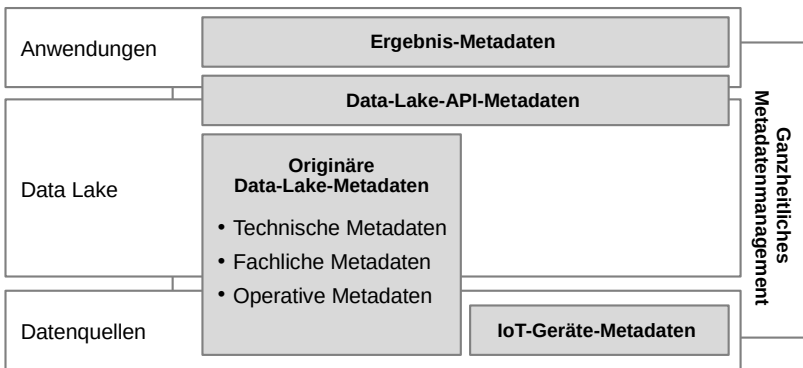 Anwendungen
Ergebnis-Metadaten
Data-Lake-API-Metadaten
Data Lake
Originäre
Data-Lake-Metadaten
• Technische Metadaten
• Fachliche Metadaten
• Operative Metadaten
Datenquellen
IoT-Geräte-Metadaten
Ganzheitliches
Metadatenmanagement